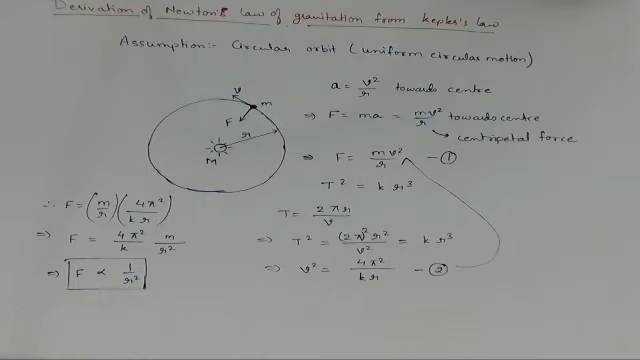 Derivation of Newton's law of gravitation from kepler's law
Assumption:- Circular orbit (uniform circular motion)
a = v²/r towards centre
⇒ F = ma = mv²/r towards centre
centripetal force
⇒ F = mv²/r — ①
T² = k r³
T = 2πr/v
⇒ T² = (2π)² r²/v² = k r³
⇒ v² = 4π²/kr — ②
v
m
F
r
M
∴ F = (m/r)(4π²/kr)
⇒ F = 4π²/k m/r²
⇒ F ∝ 1/r²